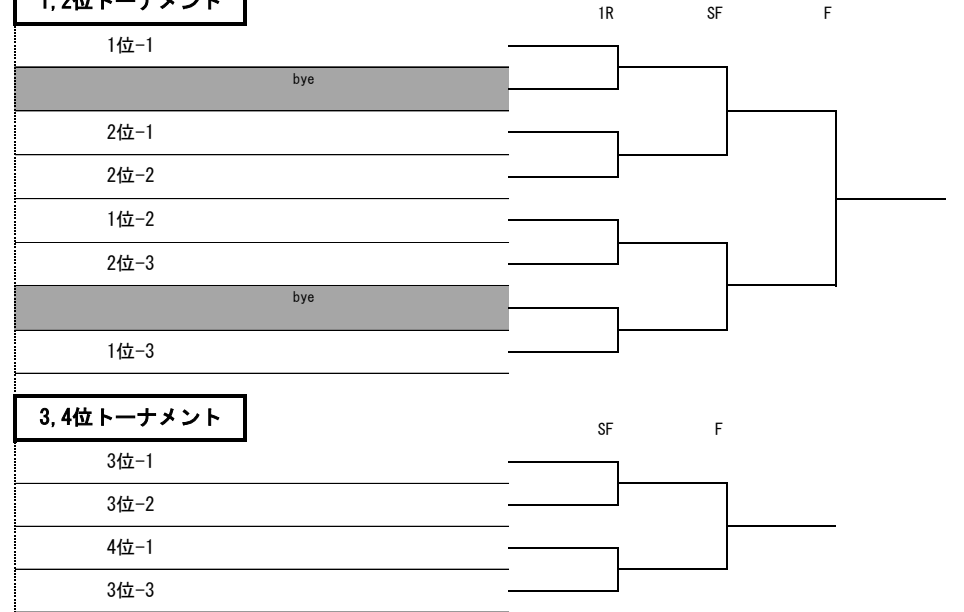 1,2位トーナメント
1R SF F
1位-1
bye
2位-1
2位-2
1位-2
2位-3
bye
1位-3
3,4位トーナメント
SF F
3位-1
3位-2
4位-1
3位-3